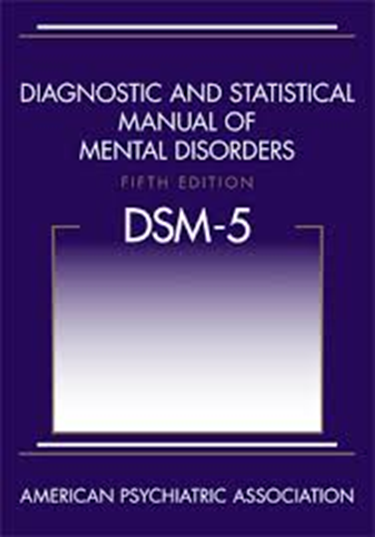 DIAGNOSTIC AND STATISTICAL
MANUAL OF
MENTAL DISORDERS
FIFTH EDITION
DSM-5
AMERICAN PSYCHIATRIC ASSOCIATION